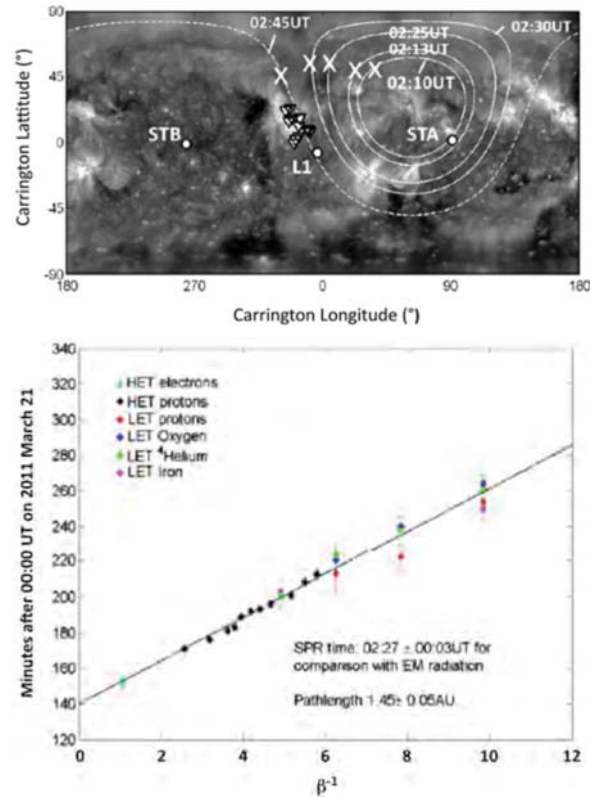 90
45
0
-45
-90
Carrington Lattitude (°)
02:45UT
02:25UT
02:30UT
02:13UT
02:10UT
X X X X X
STB
L1
STA
180 270 0 90 180
Carrington Longitude (°)
340
320
300
280
260
240
220
200
180
160
140
120
Minutes after 00:00 UT on 2011 March 21
HET electrons
HET protons
LET protons
LET Oxygen
LET ⁴Helium
LET Iron
SPR time: 02:27 ± 00:03UT for
comparison with EM radiation
Pathlength 1.45± 0.05AU
0 2 4 6 8 10 12
β⁻¹